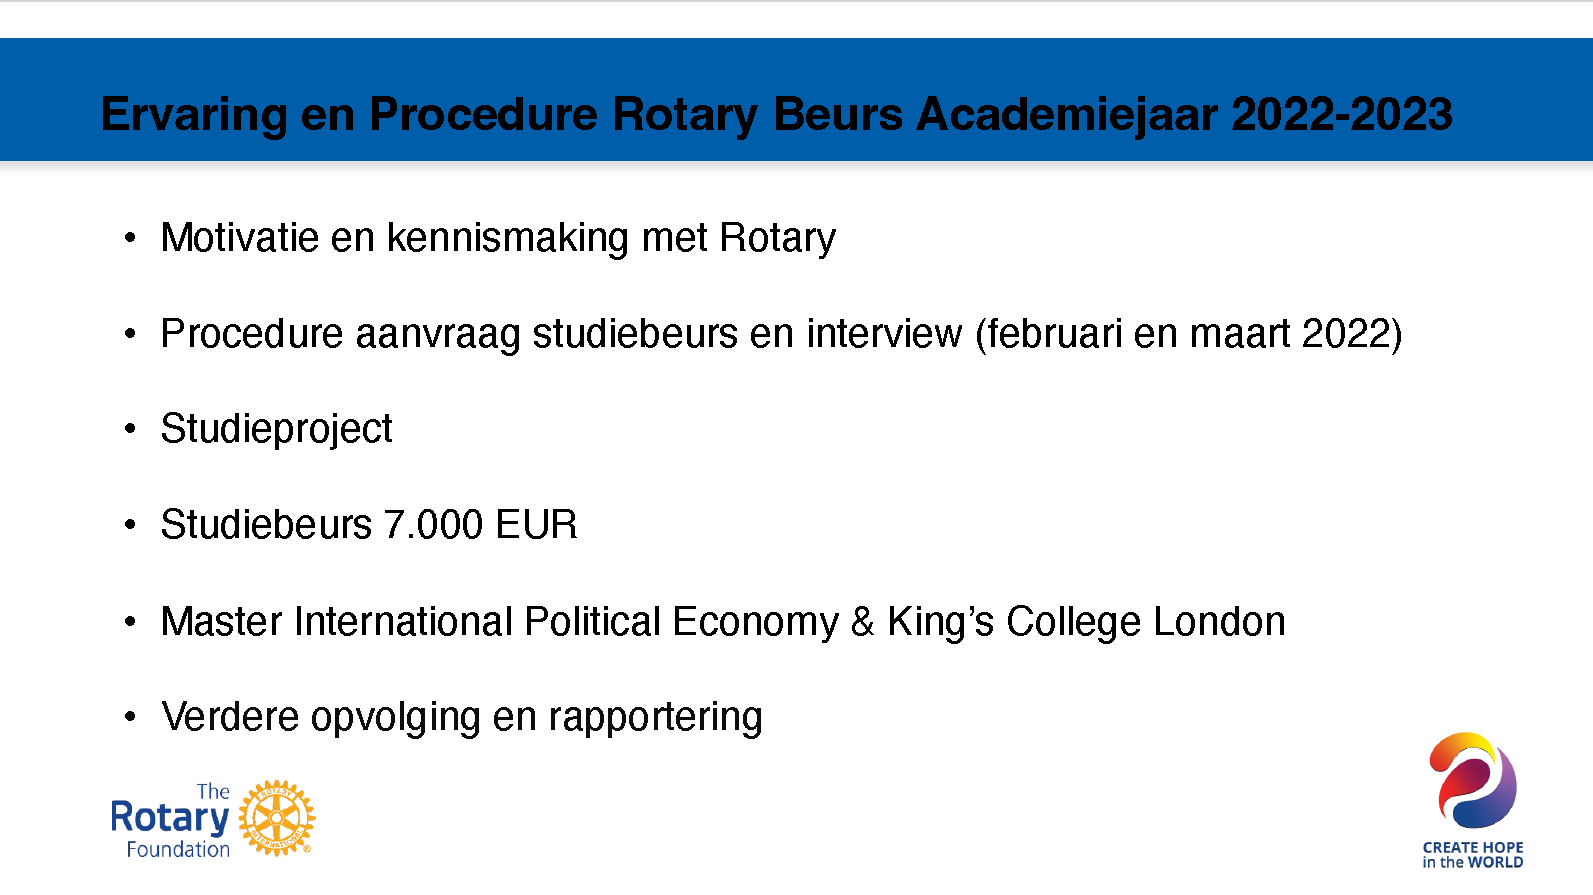 Ervaring en Procedure Rotary Beurs Academiejaar 2022-2023
• Motivatie en kennismaking met Rotary
• Procedure aanvraag studiebeurs en interview (februari en maart 2022)
• Studieproject
• Studiebeurs 7.000 EUR
• Master International Political Economy & King’s College London
• Verdere opvolging en rapportering
The
Rotary
Foundation
ROTARY
INTERNATIONAL
®
CREATE HOPE
in the WORLD